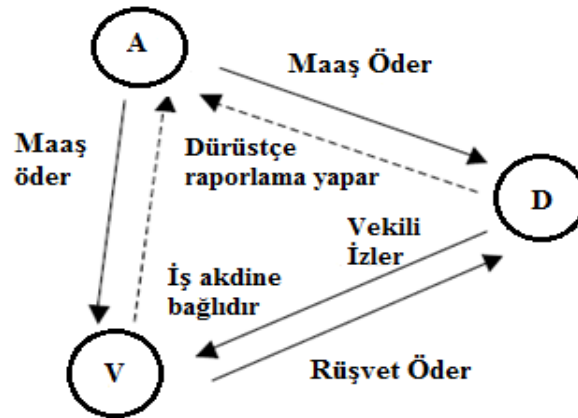 A
Maaş Öder
Maaş
öder
Dürüstçe
raporlama yapar
D
Vekili
İzler
İş akdine
bağlıdır
V
Rüşvet Öder